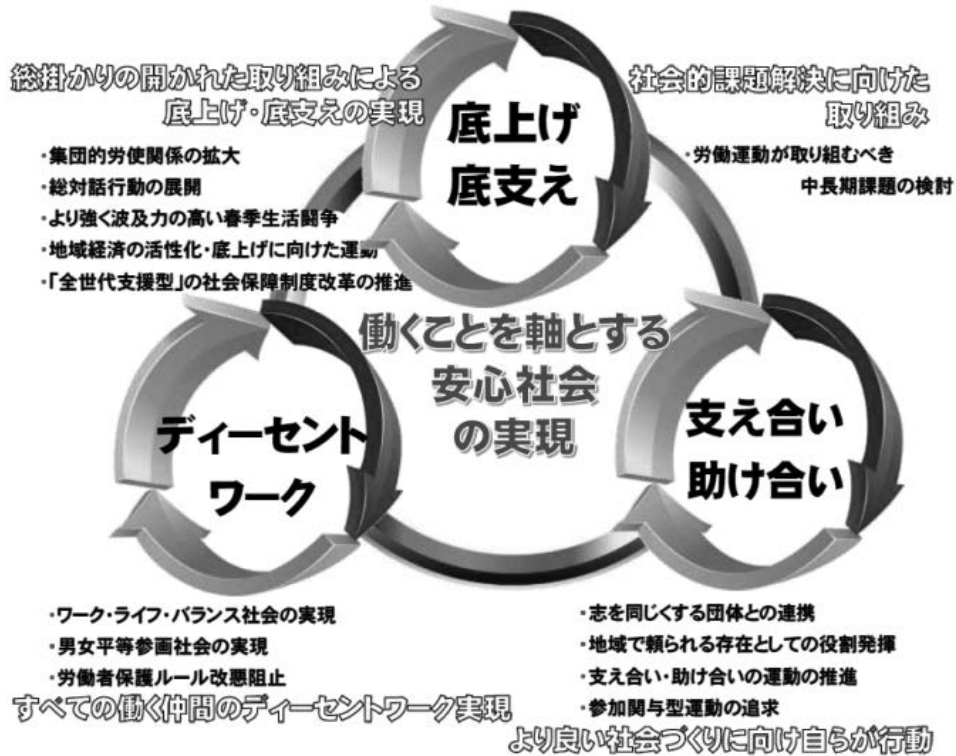 総掛かりの開かれた取り組みによる
底上げ・底支えの実現
・集団的労使関係の拡大
・総対話行動の展開
・より強く波及力の高い春季生活闘争
・地域経済の活性化・底上げに向けた運動
・「全世代支援型」の社会保障制度改革の推進
底上げ
底支え
社会的課題解決に向けた
取り組み
・労働運動が取り組むべき
中長期課題の検討
働くことを軸とする
安心社会
の実現
ディーセント
ワーク
支え合い
助け合い
・ワーク・ライフ・バランス社会の実現
・男女平等参画社会の実現
・労働者保護ルール改悪阻止
すべての働く仲間のディーセントワーク実現
・志を同じくする団体との連携
・地域で頼られる存在としての役割発揮
・支え合い・助け合いの運動の推進
・参加関与型運動の追求
より良い社会づくりに向け自らが行動